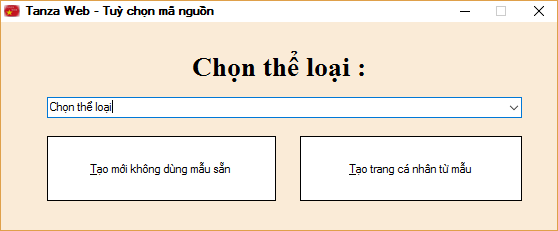 Tanza Web - Tuỳ chọn mã nguồn
Chọn thể loại :
Chọn thể loại
Tạo mới không dùng mẫu sẵn
Tạo trang cá nhân từ mẫu